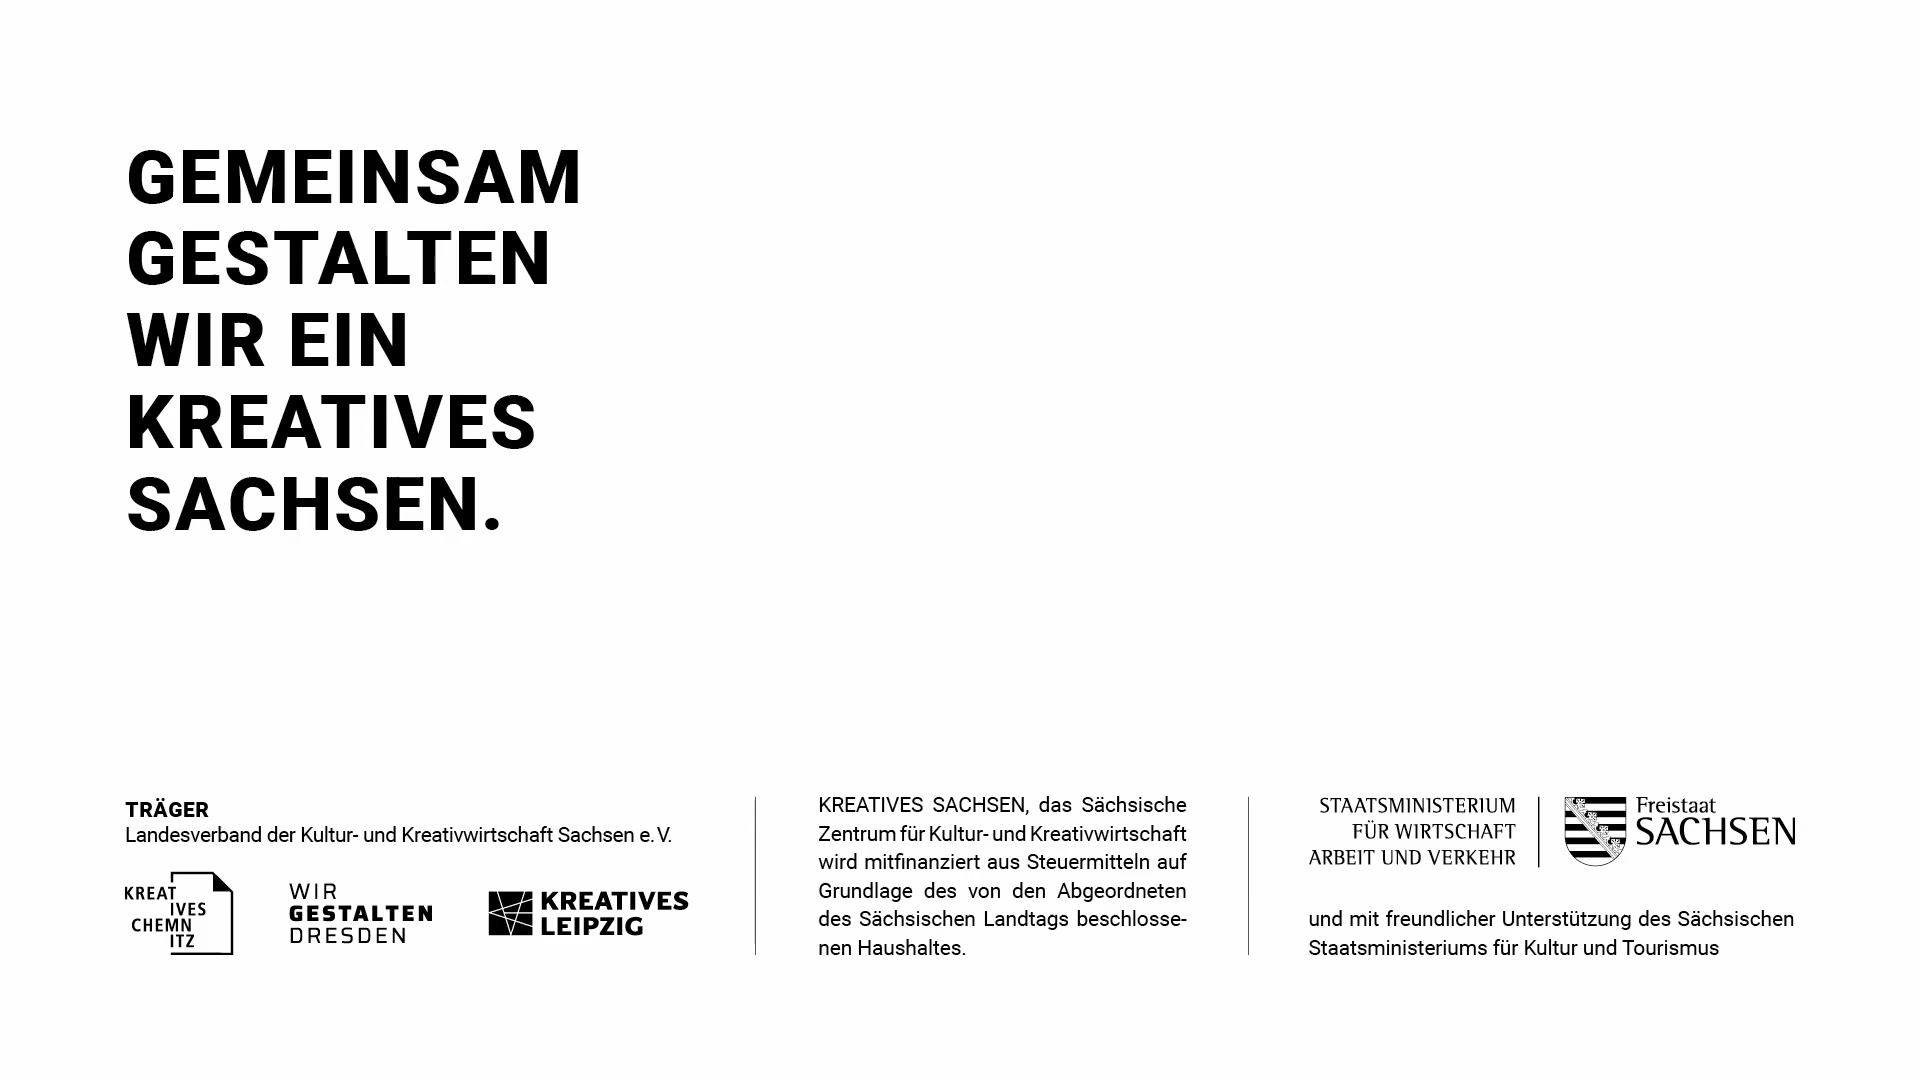 GEMEINSAM
GESTALTEN
WIR EIN
KREATIVES
SACHSEN.
TRÄGER
Landesverband der Kultur- und Kreativwirtschaft Sachsen e. V.
KREAT
IVES
CHEMN
ITZ
WIR
GESTALTEN
DRESDEN
KREATIVES
LEIPZIG
KREATIVES SACHSEN, das Sächsische
Zentrum für Kultur- und Kreativwirtschaft
wird mitfinanziert aus Steuermitteln auf
Grundlage des von den Abgeordneten
des Sächsischen Landtags beschlosse-
nen Haushaltes.
STAATSMINISTERIUM
FÜR WIRTSCHAFT
ARBEIT UND VERKEHR
Freistaat
SACHSEN
und mit freundlicher Unterstützung des Sächsischen
Staatsministeriums für Kultur und Tourismus